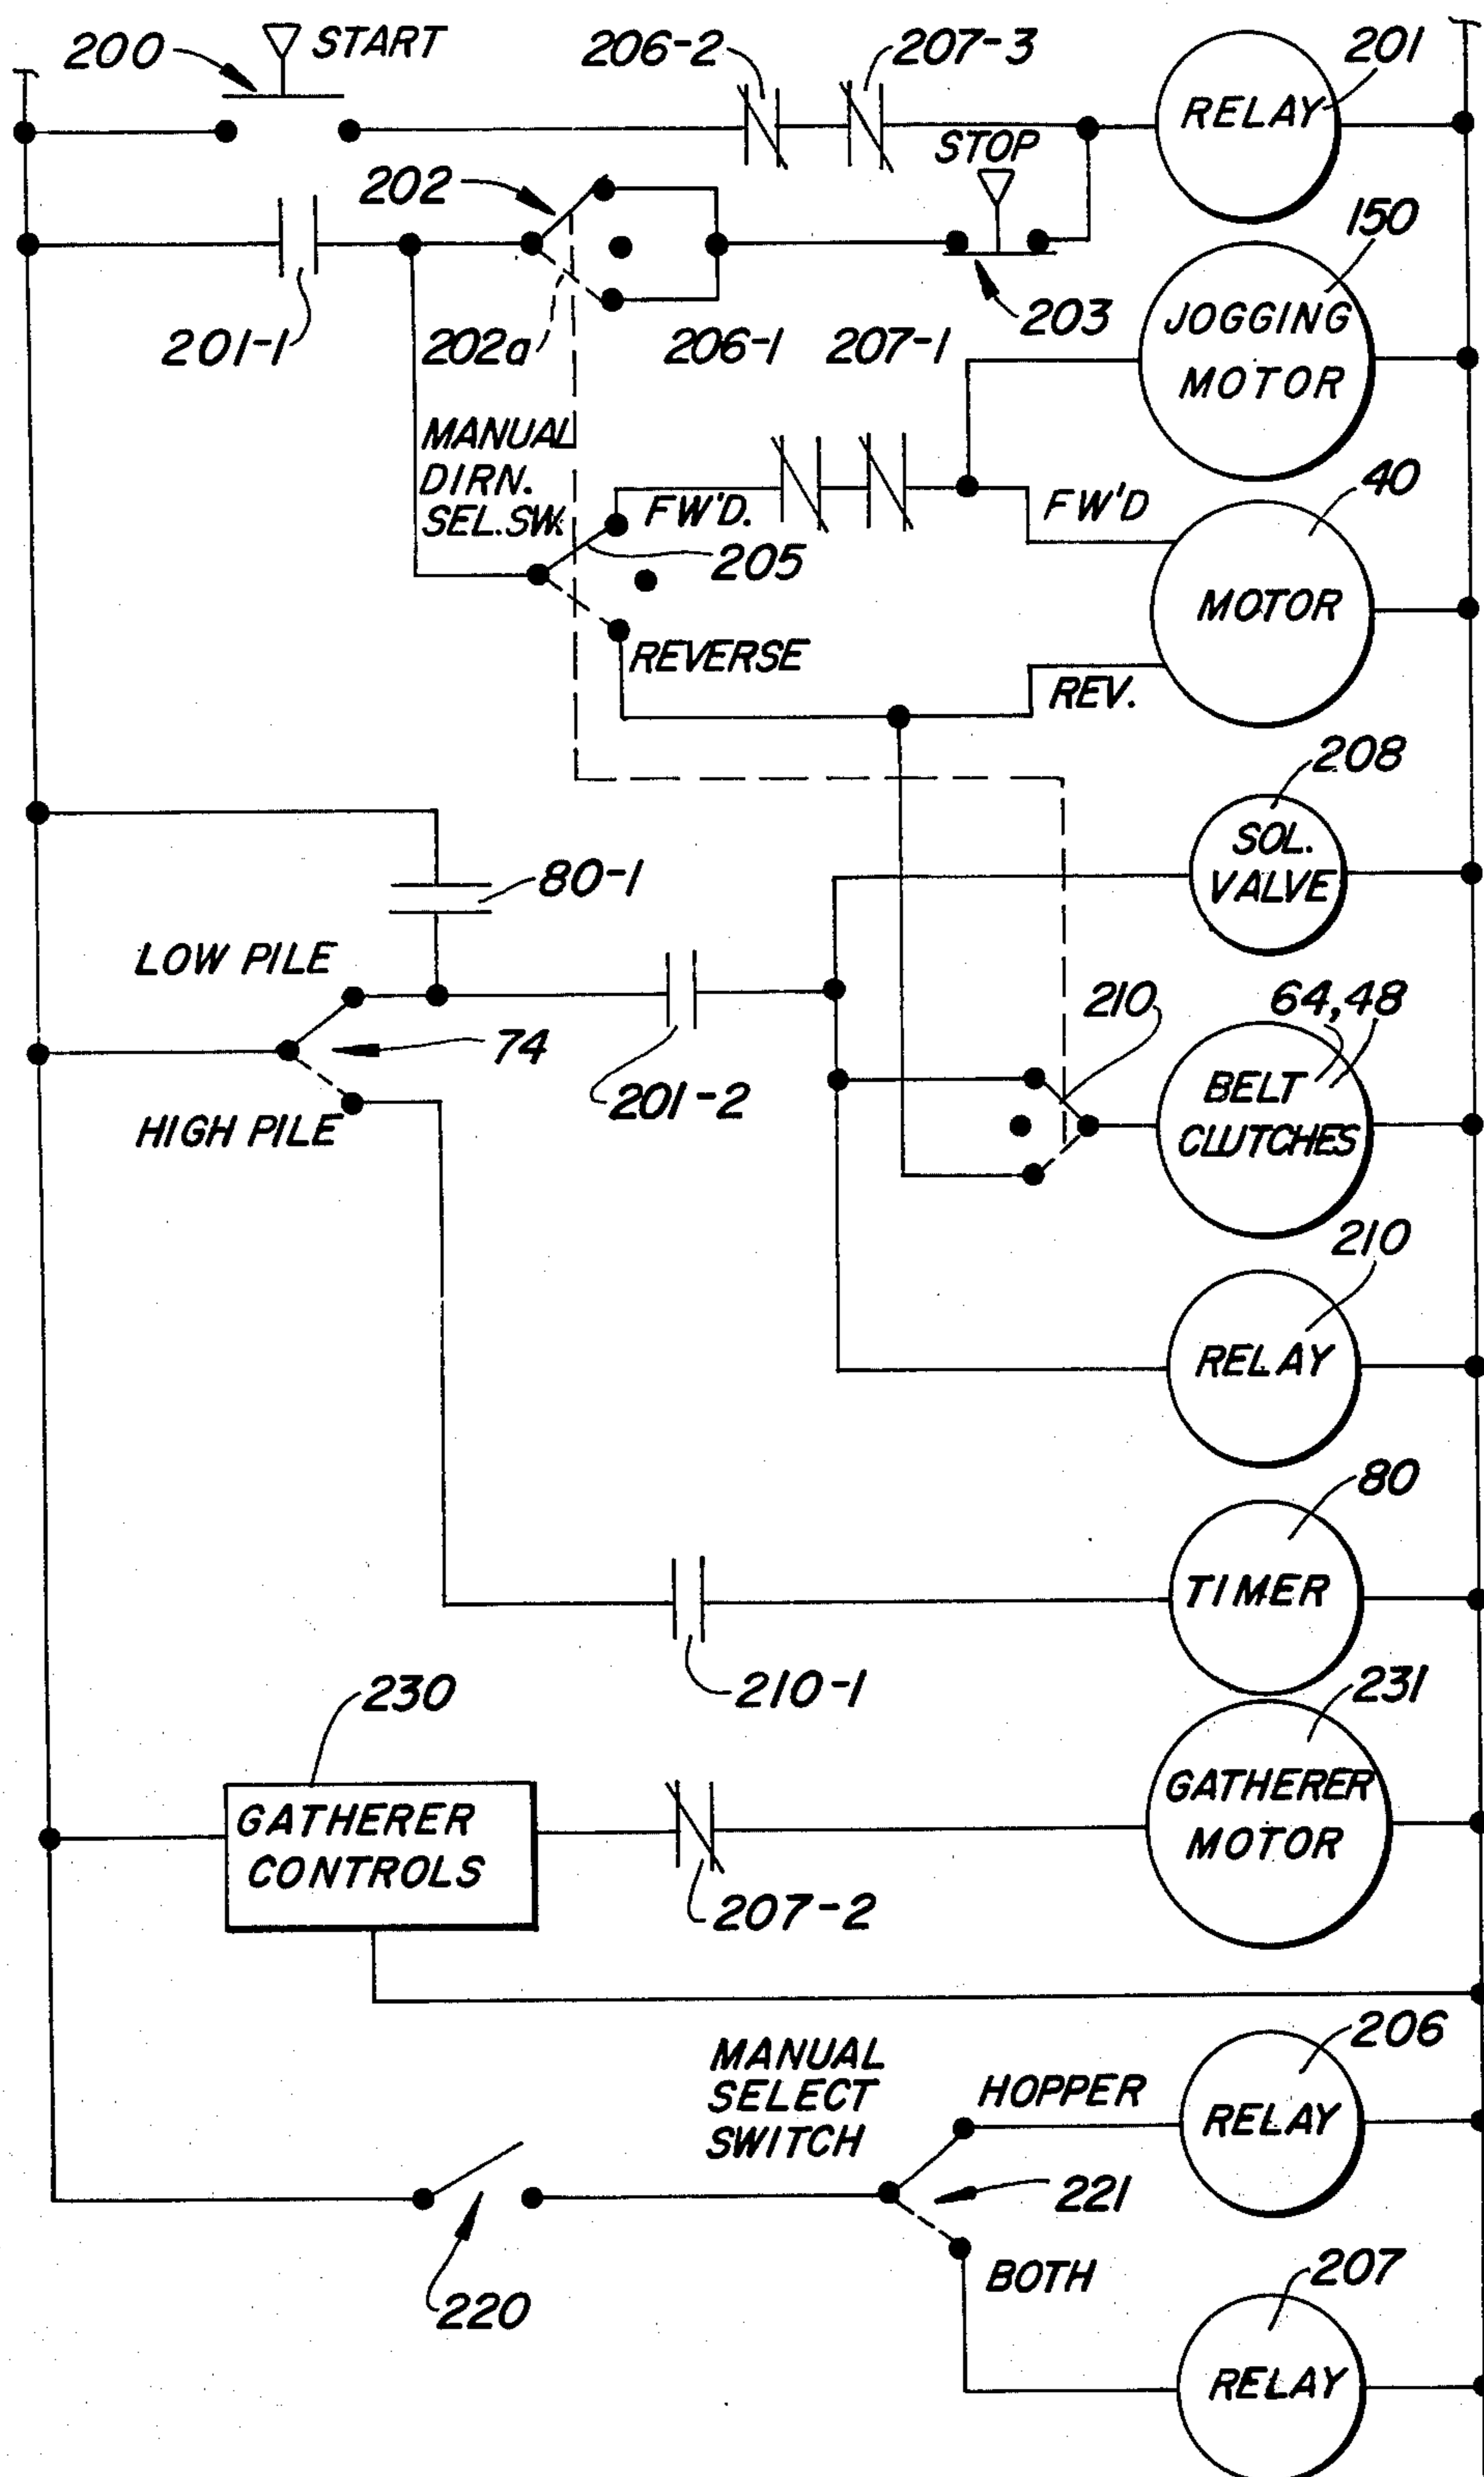 200
START
206-2
207-3
201
RELAY
STOP
202
150
201-1
202a
206-1
207-1
203
JOGGING
MOTOR
MANUAL
DIRN.
SEL.SW.
FW'D.
FW'D
40
205
MOTOR
REVERSE
REV.
208
SOL.
VALVE
80-1
LOW PILE
74
210
64,48
201-2
BELT
CLUTCHES
HIGH PILE
210
RELAY
80
TIMER
210-1
230
231
GATHERER
CONTROLS
GATHERER
MOTOR
207-2
206
MANUAL
SELECT
SWITCH
HOPPER
RELAY
221
220
BOTH
207
RELAY